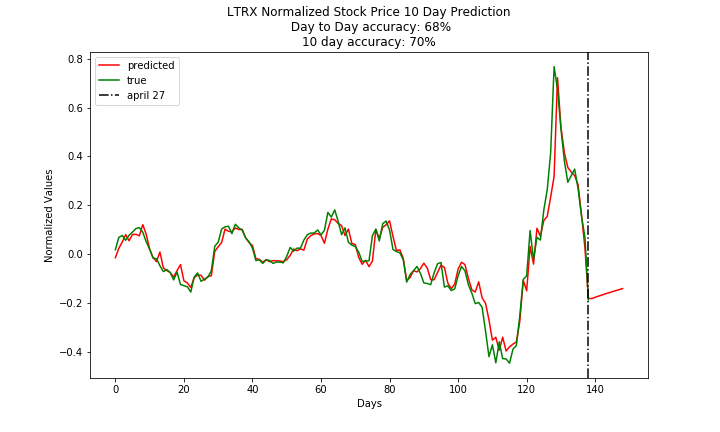 LTRX Normalized Stock Price 10 Day Prediction
Day to Day accuracy: 68%
10 day accuracy: 70%
predicted
true
april 27
0.8
0.6
0.4
0.2
0.0
−0.2
−0.4
Normalized Values
0 20 40 60 80 100 120 140
Days